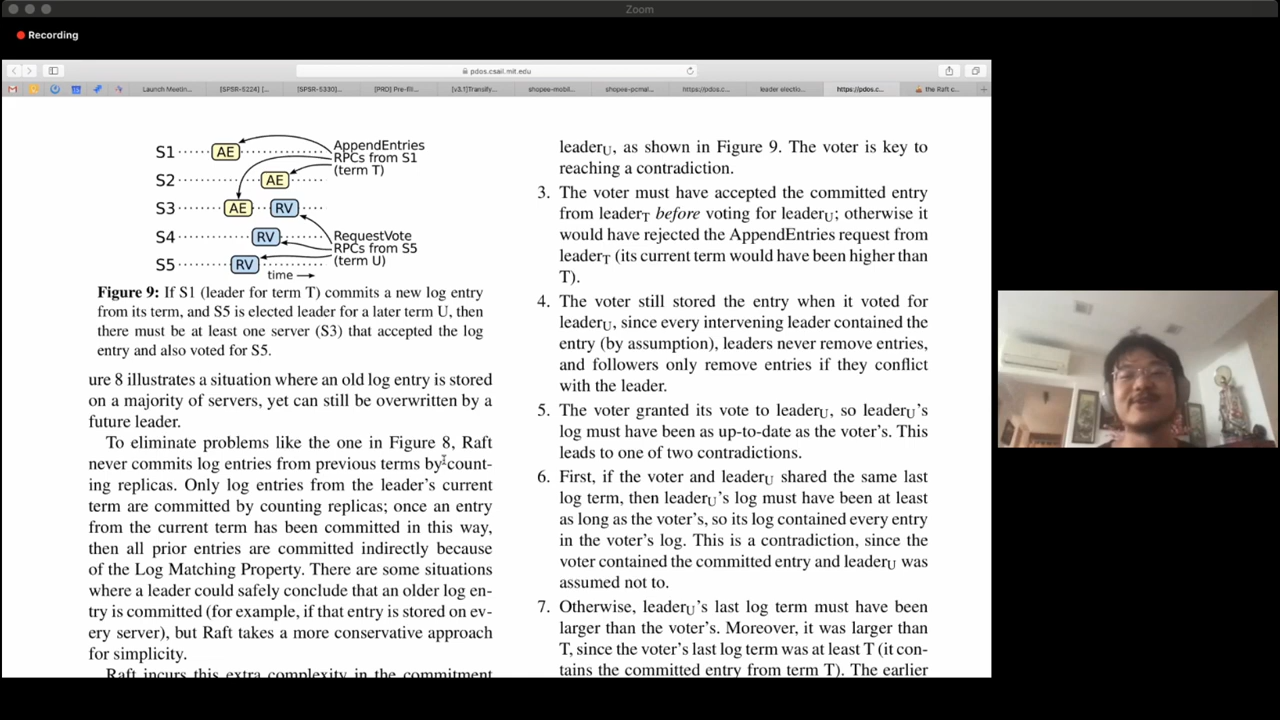 Zoom
Recording
pdos.csail.mit.edu
Launch Meetin...
[SPSR-5224] [...
[SPSR-5330]...
[PRD] Pre-fill...
[v3.1]Transify...
shopee-mobil...
shopee-pcmal...
https://pdos.c...
leader electio...
https://pdos.c...
the Raft c...
S1 AE
S2 AE
S3 AE RV
S4 RV
S5 RV
time
AppendEntries
RPCs from S1
(term T)
RequestVote
RPCs from S5
(term U)
Figure 9: If S1 (leader for term T) commits a new log entry
from its term, and S5 is elected leader for a later term U, then
there must be at least one server (S3) that accepted the log
entry and also voted for S5.
ure 8 illustrates a situation where an old log entry is stored
on a majority of servers, yet can still be overwritten by a
future leader.
To eliminate problems like the one in Figure 8, Raft
never commits log entries from previous terms by count-
ing replicas. Only log entries from the leader's current
term are committed by counting replicas; once an entry
from the current term has been committed in this way,
then all prior entries are committed indirectly because
of the Log Matching Property. There are some situations
where a leader could safely conclude that an older log en-
try is committed (for example, if that entry is stored on ev-
ery server), but Raft takes a more conservative approach
for simplicity.
Raft incurs this extra complexity in the commitment
leaderU, as shown in Figure 9. The voter is key to
reaching a contradiction.
3. The voter must have accepted the committed entry
from leaderT before voting for leaderU; otherwise it
would have rejected the AppendEntries request from
leaderT (its current term would have been higher than
T).
4. The voter still stored the entry when it voted for
leaderU, since every intervening leader contained the
entry (by assumption), leaders never remove entries,
and followers only remove entries if they conflict
with the leader.
5. The voter granted its vote to leaderU, so leaderU's
log must have been as up-to-date as the voter's. This
leads to one of two contradictions.
6. First, if the voter and leaderU shared the same last
log term, then leaderU's log must have been at least
as long as the voter's, so its log contained every entry
in the voter's log. This is a contradiction, since the
voter contained the committed entry and leaderU was
assumed not to.
7. Otherwise, leaderU's last log term must have been
larger than the voter's. Moreover, it was larger than
T, since the voter's last log term was at least T (it con-
tains the committed entry from term T). The earlier